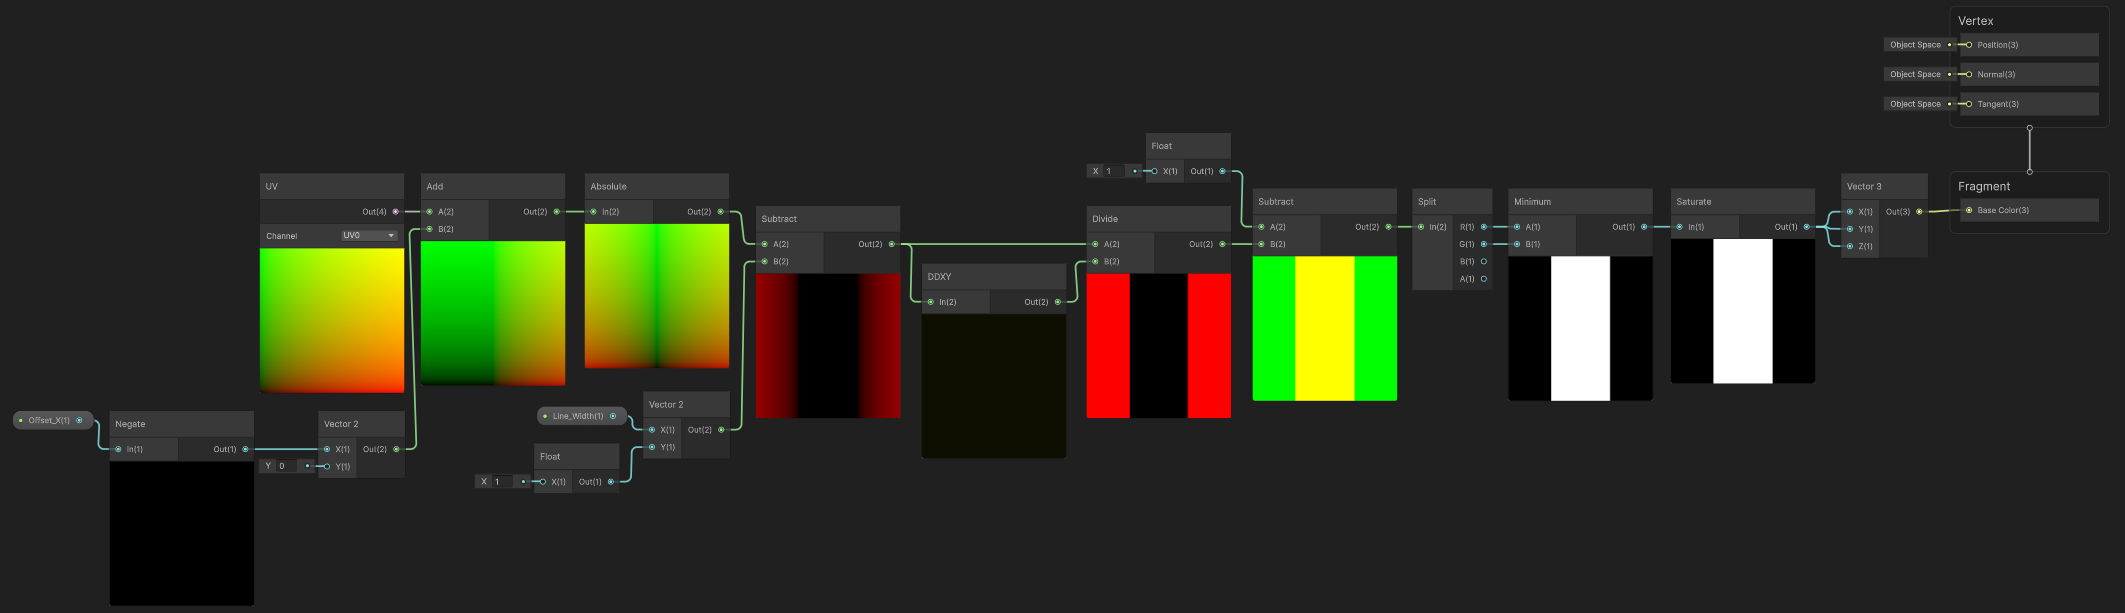 Vertex
Object Space Position(3)
Object Space Normal(3)
Object Space Tangent(3)
Fragment
Base Color(3)
Offset_X(1)
Negate
In(1) Out(1)
UV
Out(4)
Channel UV0
Vector 2
X(1) Out(2)
Y 0 Y(1)
Add
A(2) Out(2)
B(2)
Absolute
In(2) Out(2)
Line_Width(1)
Float
X 1 X(1) Out(1)
Vector 2
X(1) Out(2)
Y(1)
Subtract
A(2) Out(2)
B(2)
DDXY
In(2) Out(2)
Divide
A(2) Out(2)
B(2)
Float
X 1 X(1) Out(1)
Subtract
A(2) Out(2)
B(2)
Split
In(2) R(1)
G(1)
B(1)
A(1)
Minimum
A(1) Out(1)
B(1)
Saturate
In(1) Out(1)
Vector 3
X(1) Out(3)
Y(1)
Z(1)